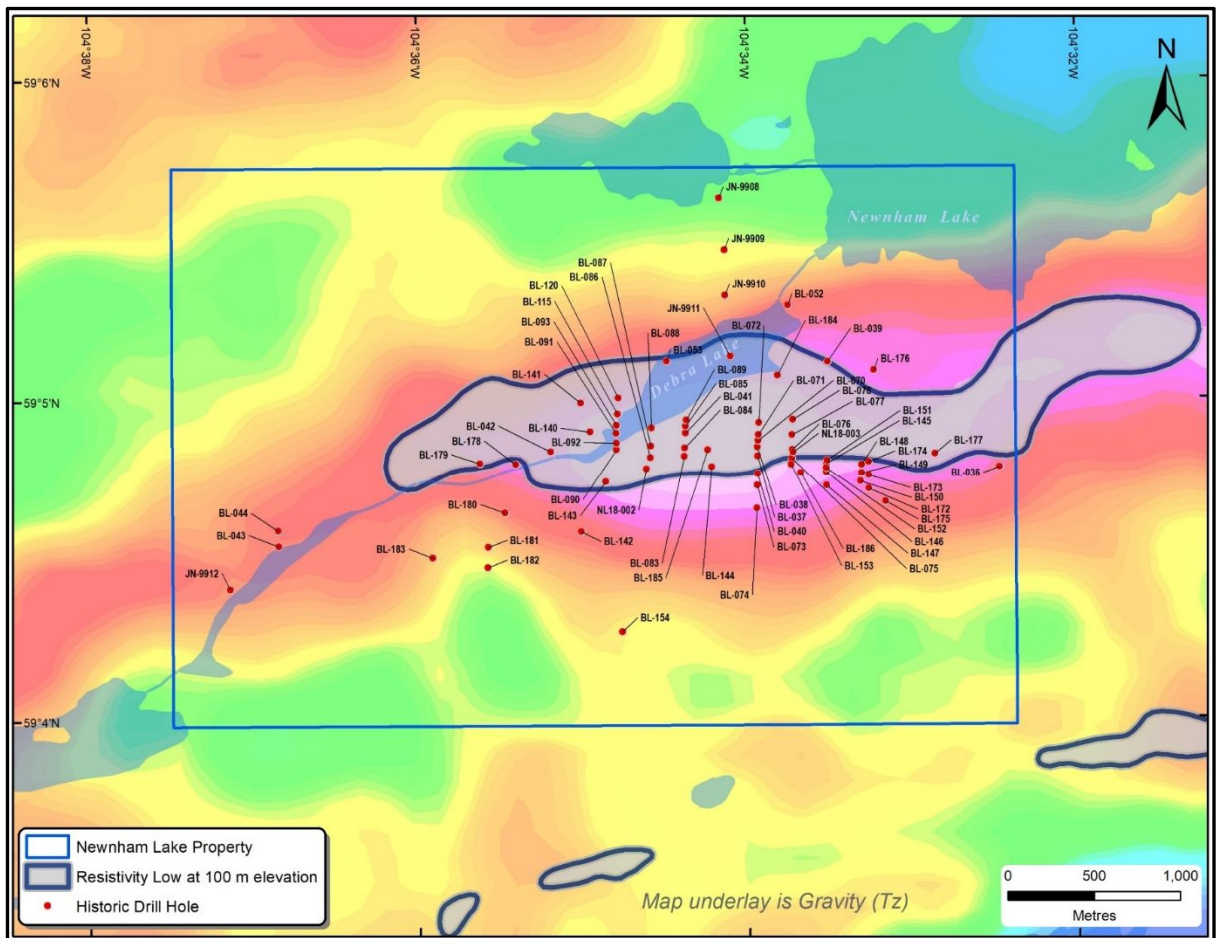 104°38'W
104°36'W
104°34'W
104°32'W
N
59°6'N
JN-9908
Newnham Lake
JN-9909
BL-087
BL-086
JN-9910
BL-120
BL-052
BL-115
JN-9911
BL-072
BL-184
BL-093
BL-088
BL-039
BL-091
BL-053
BL-176
Debra Lake
BL-089
BL-071
BL-070
BL-141
BL-085
BL-078
59°5'N
BL-041
BL-077
BL-084
BL-151
BL-042
BL-140
BL-076
BL-145
BL-178
BL-092
NL18-003
BL-148
BL-177
BL-179
BL-174
BL-149
BL-036
BL-173
BL-090
BL-038
BL-150
BL-180
BL-143
NL18-002
BL-037
BL-172
BL-044
BL-040
BL-175
BL-043
BL-181
BL-142
BL-073
BL-152
BL-183
BL-186
BL-146
BL-182
BL-083
BL-153
BL-147
JN-9912
BL-185
BL-144
BL-075
BL-074
BL-154
59°4'N
Newnham Lake Property
Resistivity Low at 100 m elevation
Historic Drill Hole
Map underlay is Gravity (Tz)
0 500 1,000
Metres